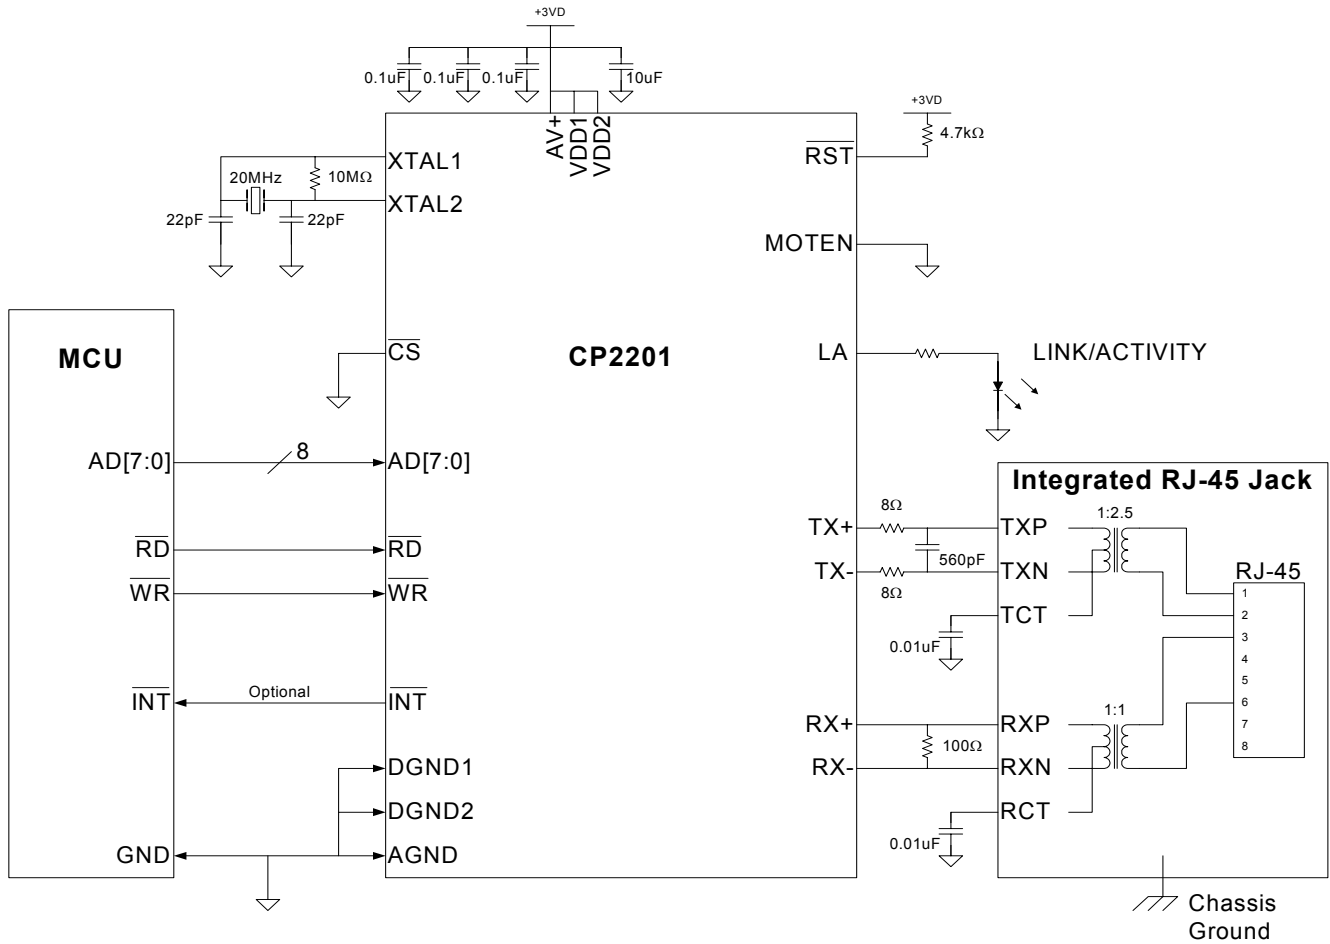 +3VD
0.1uF
0.1uF
0.1uF
10uF
AV+
VDD1
VDD2
+3VD
4.7kΩ
XTAL1
RST
20MHz
10MΩ
XTAL2
22pF
22pF
MOTEN
MCU
CS
CP2201
LA
LINK/ACTIVITY
AD[7:0]
8
AD[7:0]
Integrated RJ-45 Jack
8Ω
1:2.5
TX+
TXP
RD
RD
560pF
TX-
TXN
RJ-45
8Ω
WR
WR
1
2
3
4
5
6
7
8
TCT
0.01uF
INT
Optional
INT
1:1
RX+
RXP
100Ω
DGND1
RX-
RXN
DGND2
RCT
0.01uF
GND
AGND
Chassis
Ground